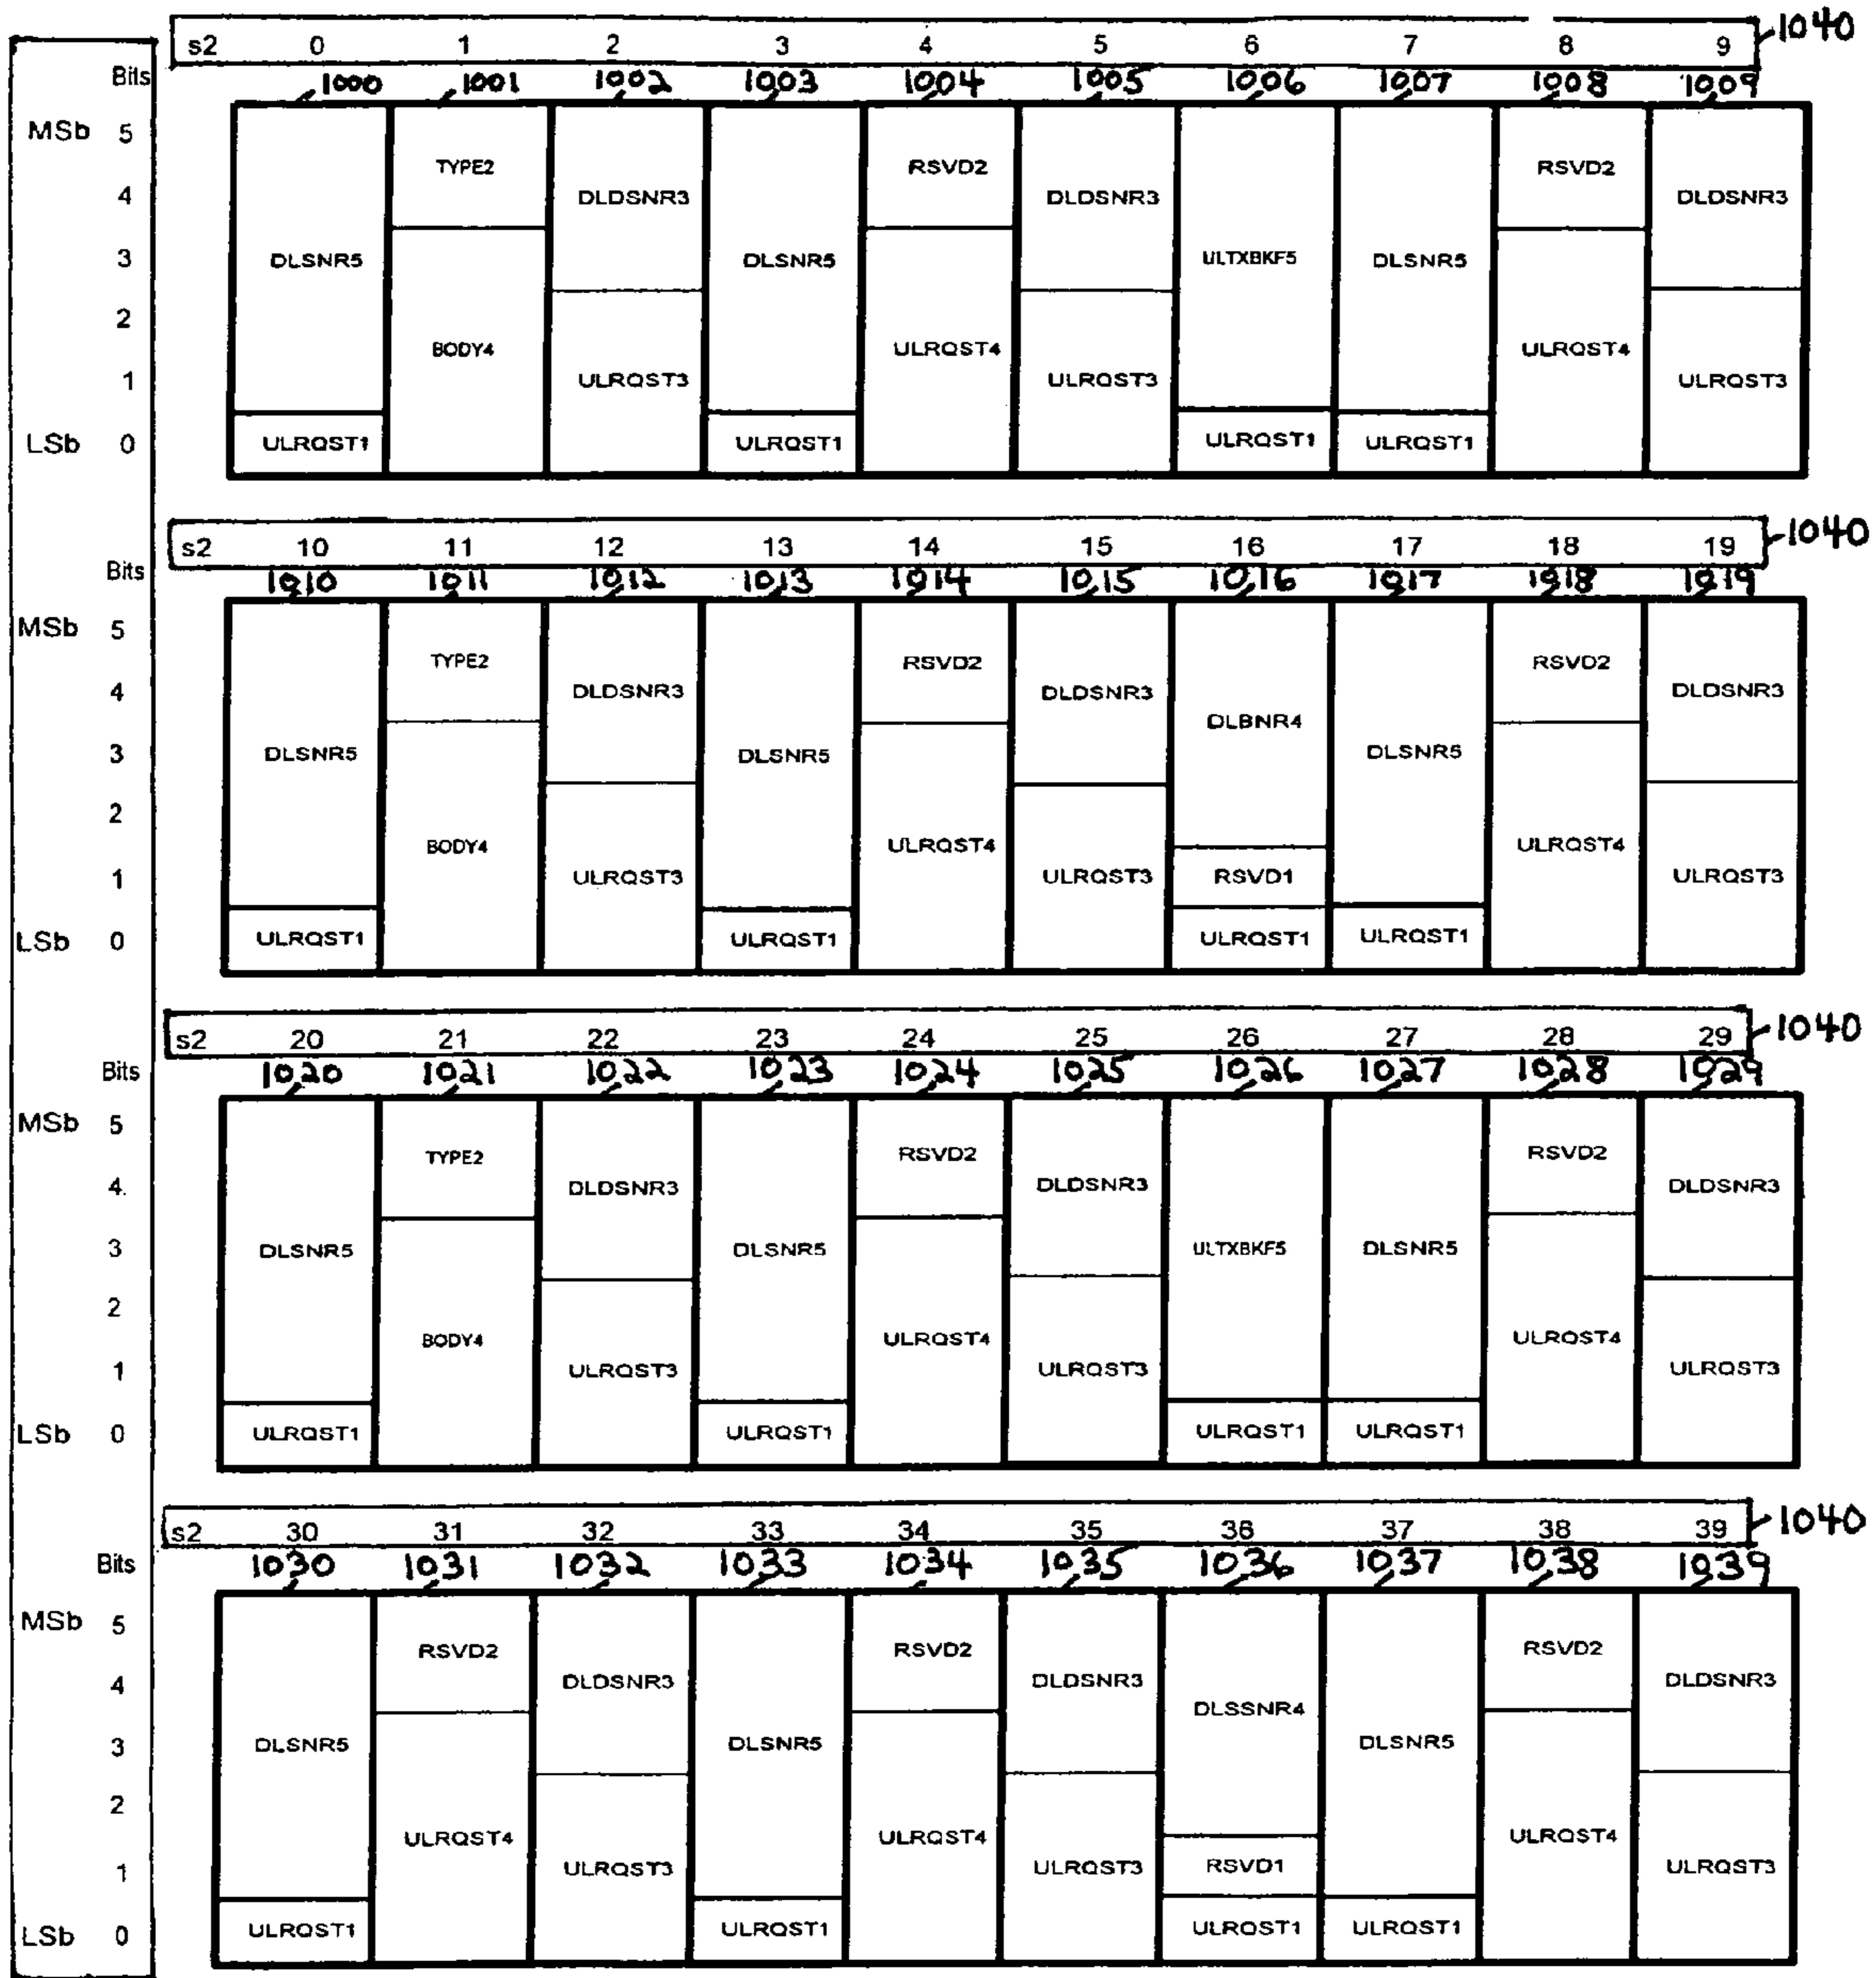 s2 0 1 2 3 4 5 6 7 8 9 1040
Bits 1000 1001 1002 1003 1004 1005 1006 1007 1008 1009
MSb 5
TYPE2 RSVD2 RSVD2
4 DLDSNR3 DLDSNR3 DLDSNR3
3 DLSNR5 DLSNR5 ULTXBKF5 DLSNR5
2
BODY4 ULRQST4 ULRQST4
1 ULRQST3 ULRQST3 ULRQST3
LSb 0 ULRQST1 ULRQST1 ULRQST1 ULRQST1
s2 10 11 12 13 14 15 16 17 18 19 1040
Bits 1010 1011 1012 1013 1014 1015 1016 1017 1018 1019
MSb 5
TYPE2 RSVD2 RSVD2
4 DLDSNR3 DLDSNR3 DLBNR4 DLDSNR3
3 DLSNR5 DLSNR5 DLSNR5
2
BODY4 ULRQST4 ULRQST4
1 ULRQST3 ULRQST3 RSVD1 ULRQST3
LSb 0 ULRQST1 ULRQST1 ULRQST1 ULRQST1
s2 20 21 22 23 24 25 26 27 28 29 1040
Bits 1020 1021 1022 1023 1024 1025 1026 1027 1028 1029
MSb 5
TYPE2 RSVD2 RSVD2
4 DLDSNR3 DLDSNR3 DLDSNR3
3 DLSNR5 DLSNR5 ULTXBKF5 DLSNR5
2
BODY4 ULRQST4 ULRQST4
1 ULRQST3 ULRQST3 ULRQST3
LSb 0 ULRQST1 ULRQST1 ULRQST1 ULRQST1
s2 30 31 32 33 34 35 36 37 38 39 1040
Bits 1030 1031 1032 1033 1034 1035 1036 1037 1038 1039
MSb 5
RSVD2 RSVD2 RSVD2
4 DLDSNR3 DLDSNR3 DLSSNR4 DLDSNR3
3 DLSNR5 DLSNR5 DLSNR5
2
ULRQST4 ULRQST4 ULRQST4
1 ULRQST3 ULRQST3 RSVD1 ULRQST3
LSb 0 ULRQST1 ULRQST1 ULRQST1 ULRQST1